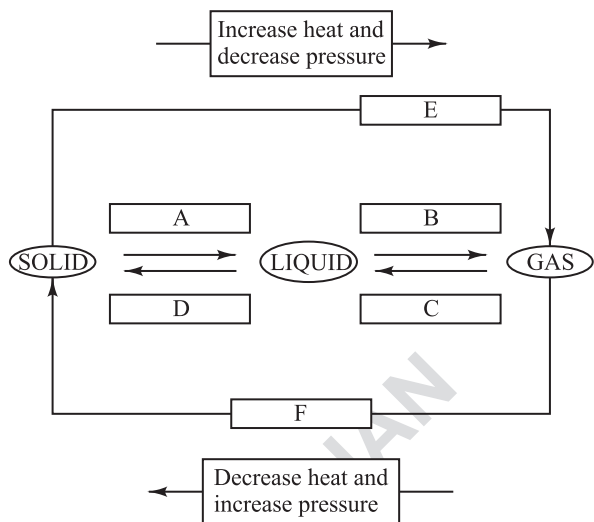 Increase heat and
decrease pressure
E
A
B
SOLID
LIQUID
GAS
D
C
F
Decrease heat and
increase pressure